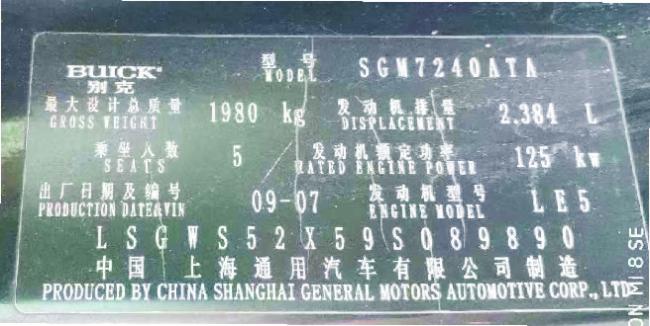 BUICK 型号 SGM7240ATA
别克 MODEL
最大设计总质量 1980 kg 发动机排量 2.384 L
GROSS WEIGHT DISPLACEMENT
乘坐人数 5 发动机额定功率 125 kw
SEATS RATED ENGINE POWER
出厂日期及编号 09-07 发动机型号 LE5
PRODUCTION DATE&VIN ENGINE MODEL
LSGWS52X59S089890
中国 上海通用汽车有限公司制造
PRODUCED BY CHINA SHANGHAI GENERAL MOTORS AUTOMOTIVE CORP., LTD
ON MI 8 SE